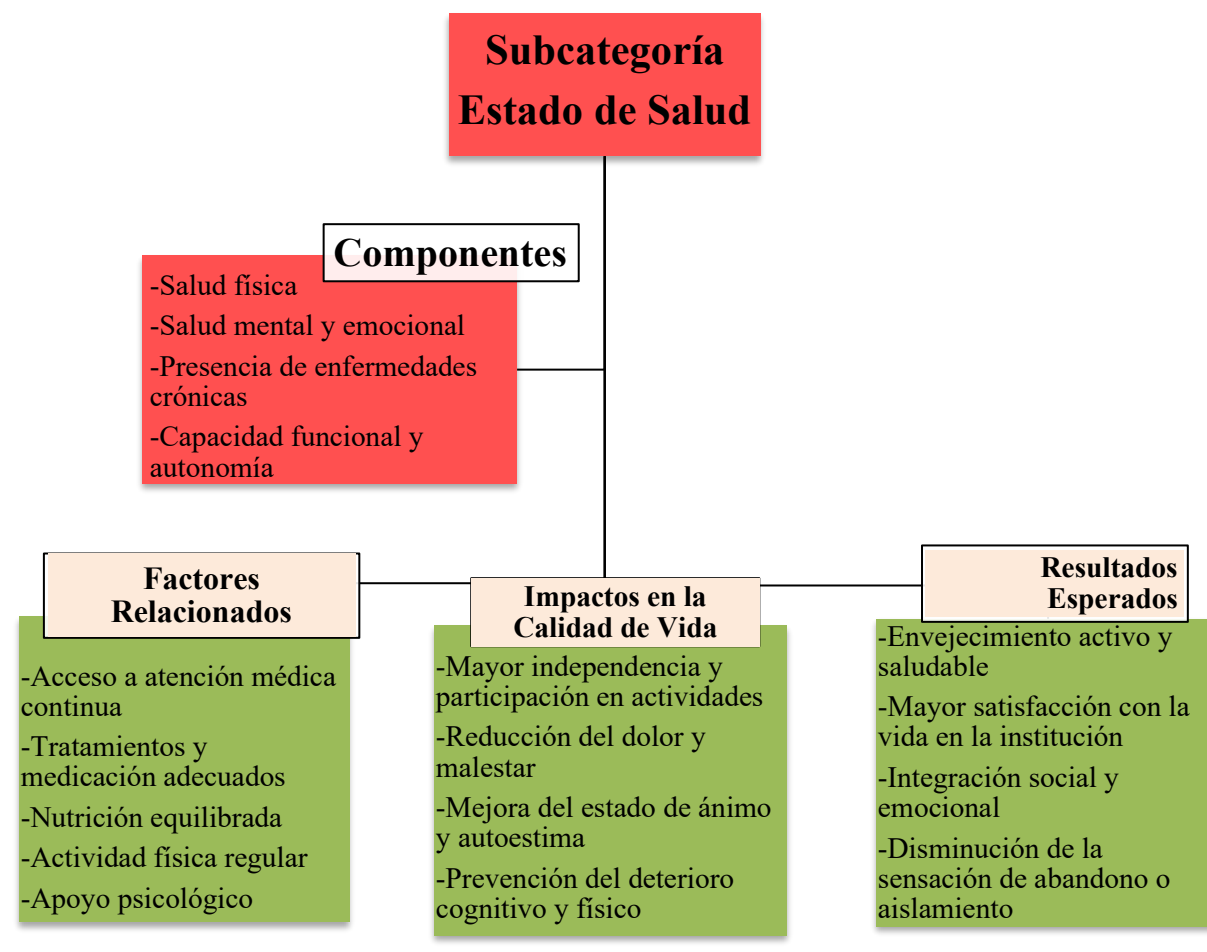 Subcategoría
Estado de Salud
Componentes
-Salud física
-Salud mental y emocional
-Presencia de enfermedades
crónicas
-Capacidad funcional y
autonomía
Factores
Relacionados
-Acceso a atención médica
continua
-Tratamientos y
medicación adecuados
-Nutrición equilibrada
-Actividad física regular
-Apoyo psicológico
Impactos en la
Calidad de Vida
-Mayor independencia y
participación en actividades
-Reducción del dolor y
malestar
-Mejora del estado de ánimo
y autoestima
-Prevención del deterioro
cognitivo y físico
Resultados
Esperados
-Envejecimiento activo y
saludable
-Mayor satisfacción con la
vida en la institución
-Integración social y
emocional
-Disminución de la
sensación de abandono o
aislamiento